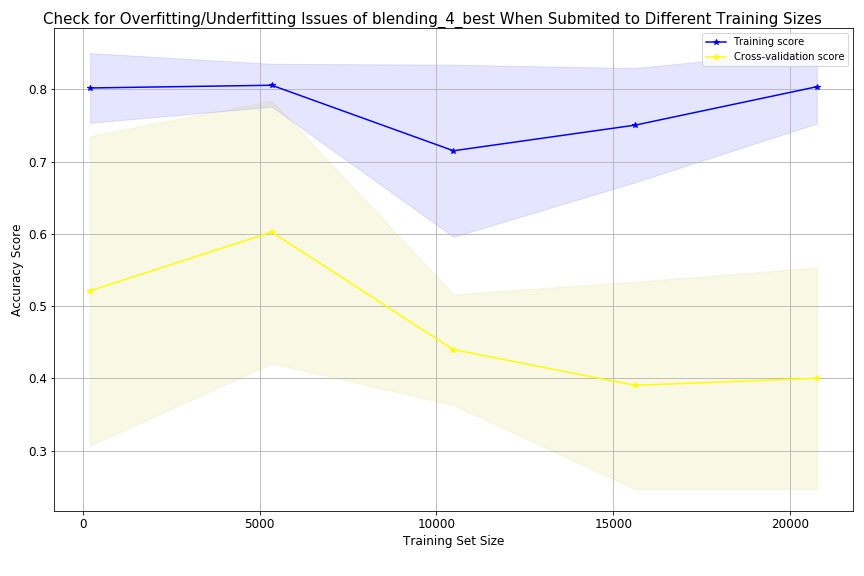 Check for Overfitting/Underfitting Issues of blending_4_best When Submited to Different Training Sizes
Training score
Cross-validation score
0.8
0.7
0.6
0.5
0.4
0.3
Accuracy Score
0
5000
10000
15000
20000
Training Set Size